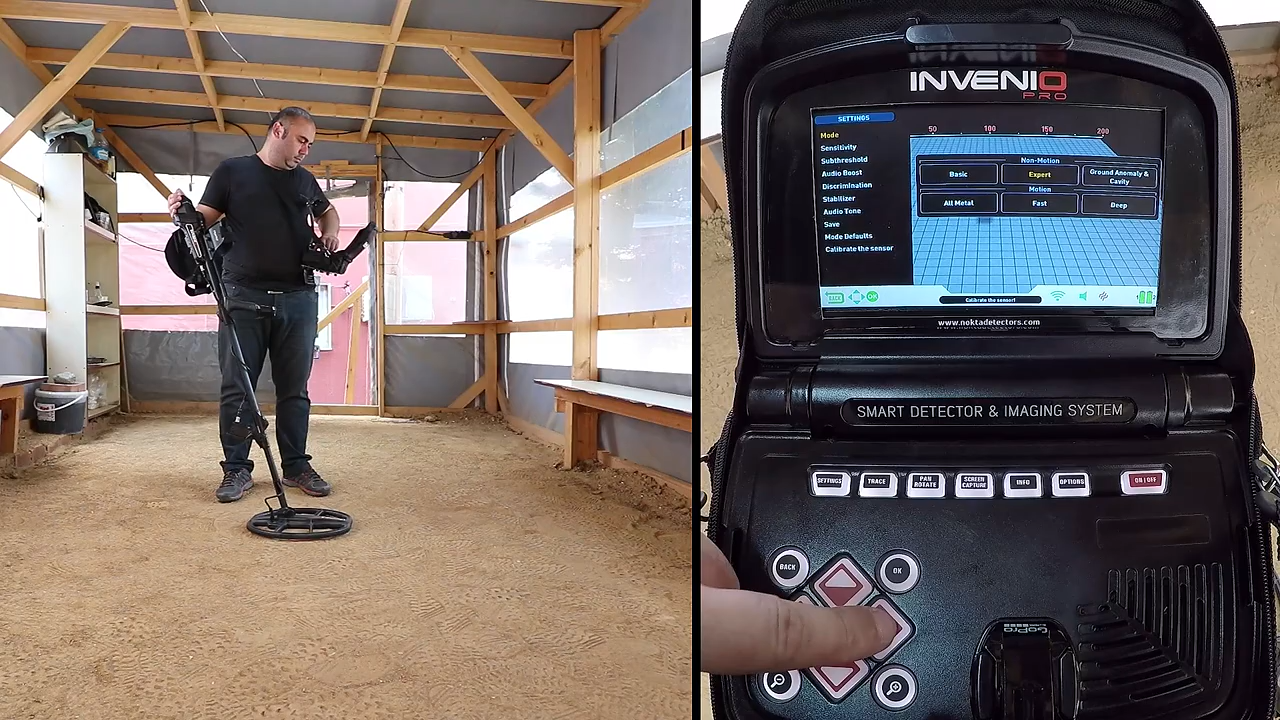 INVENIO
PRO
SETTINGS
Mode
Sensitivity
Subthreshold
Audio Boost
Discrimination
Stabilizer
Audio Tone
Save
Mode Defaults
Calibrate the sensor
50 100 150 200
Non-Motion
Basic Expert Ground Anomaly & Cavity
Motion
All Metal Fast Deep
BACK OK Calibrate the sensor!
www.noktadetectors.com
SMART DETECTOR & IMAGING SYSTEM
SETTINGS TRACE PAN ROTATE SCREEN CAPTURE INFO OPTIONS ON | OFF
BACK OK
GoPro